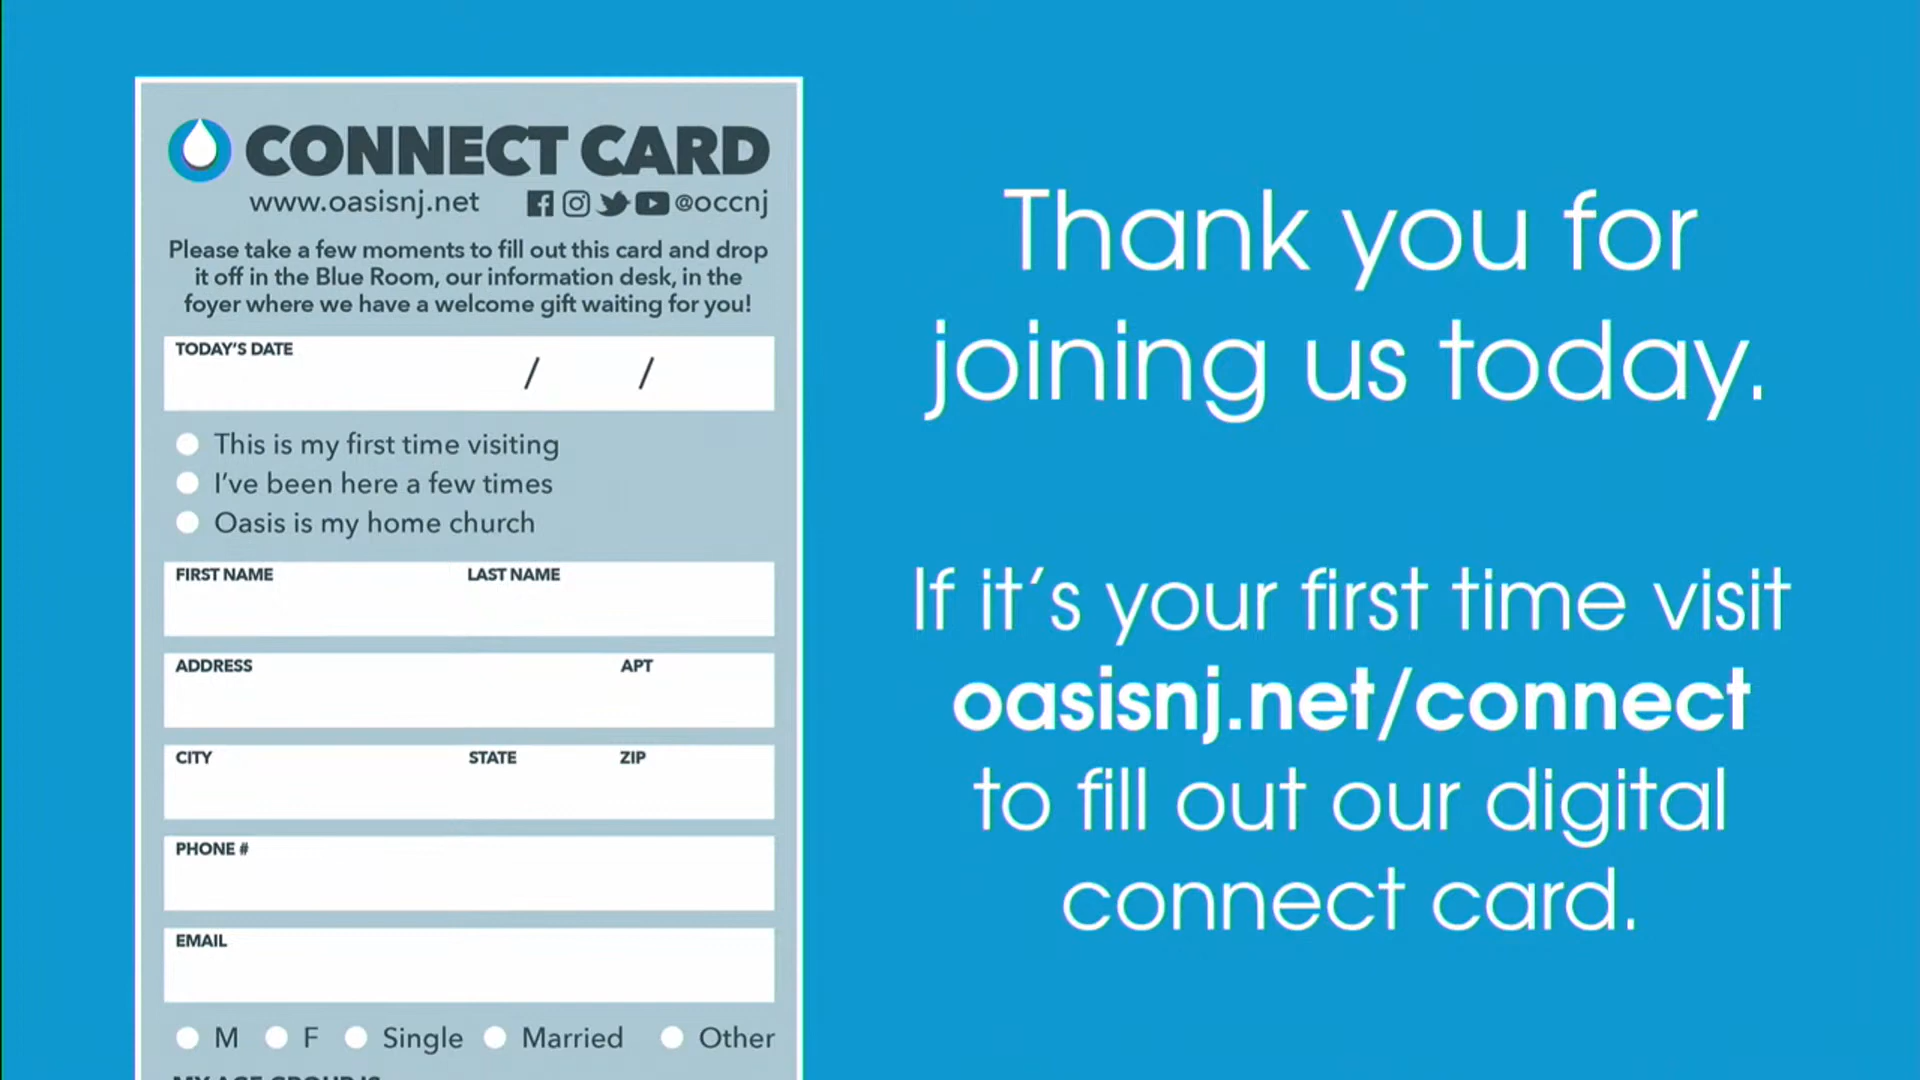 CONNECT CARD
www.oasisnj.net @occnj
Please take a few moments to fill out this card and drop
it off in the Blue Room, our information desk, in the
foyer where we have a welcome gift waiting for you!
TODAY'S DATE / /
This is my first time visiting
I've been here a few times
Oasis is my home church
FIRST NAME LAST NAME
ADDRESS APT
CITY STATE ZIP
PHONE #
EMAIL
M F Single Married Other
MY AGE GROUP IS
Thank you for
joining us today.
If it's your first time visit
oasisnj.net/connect
to fill out our digital
connect card.